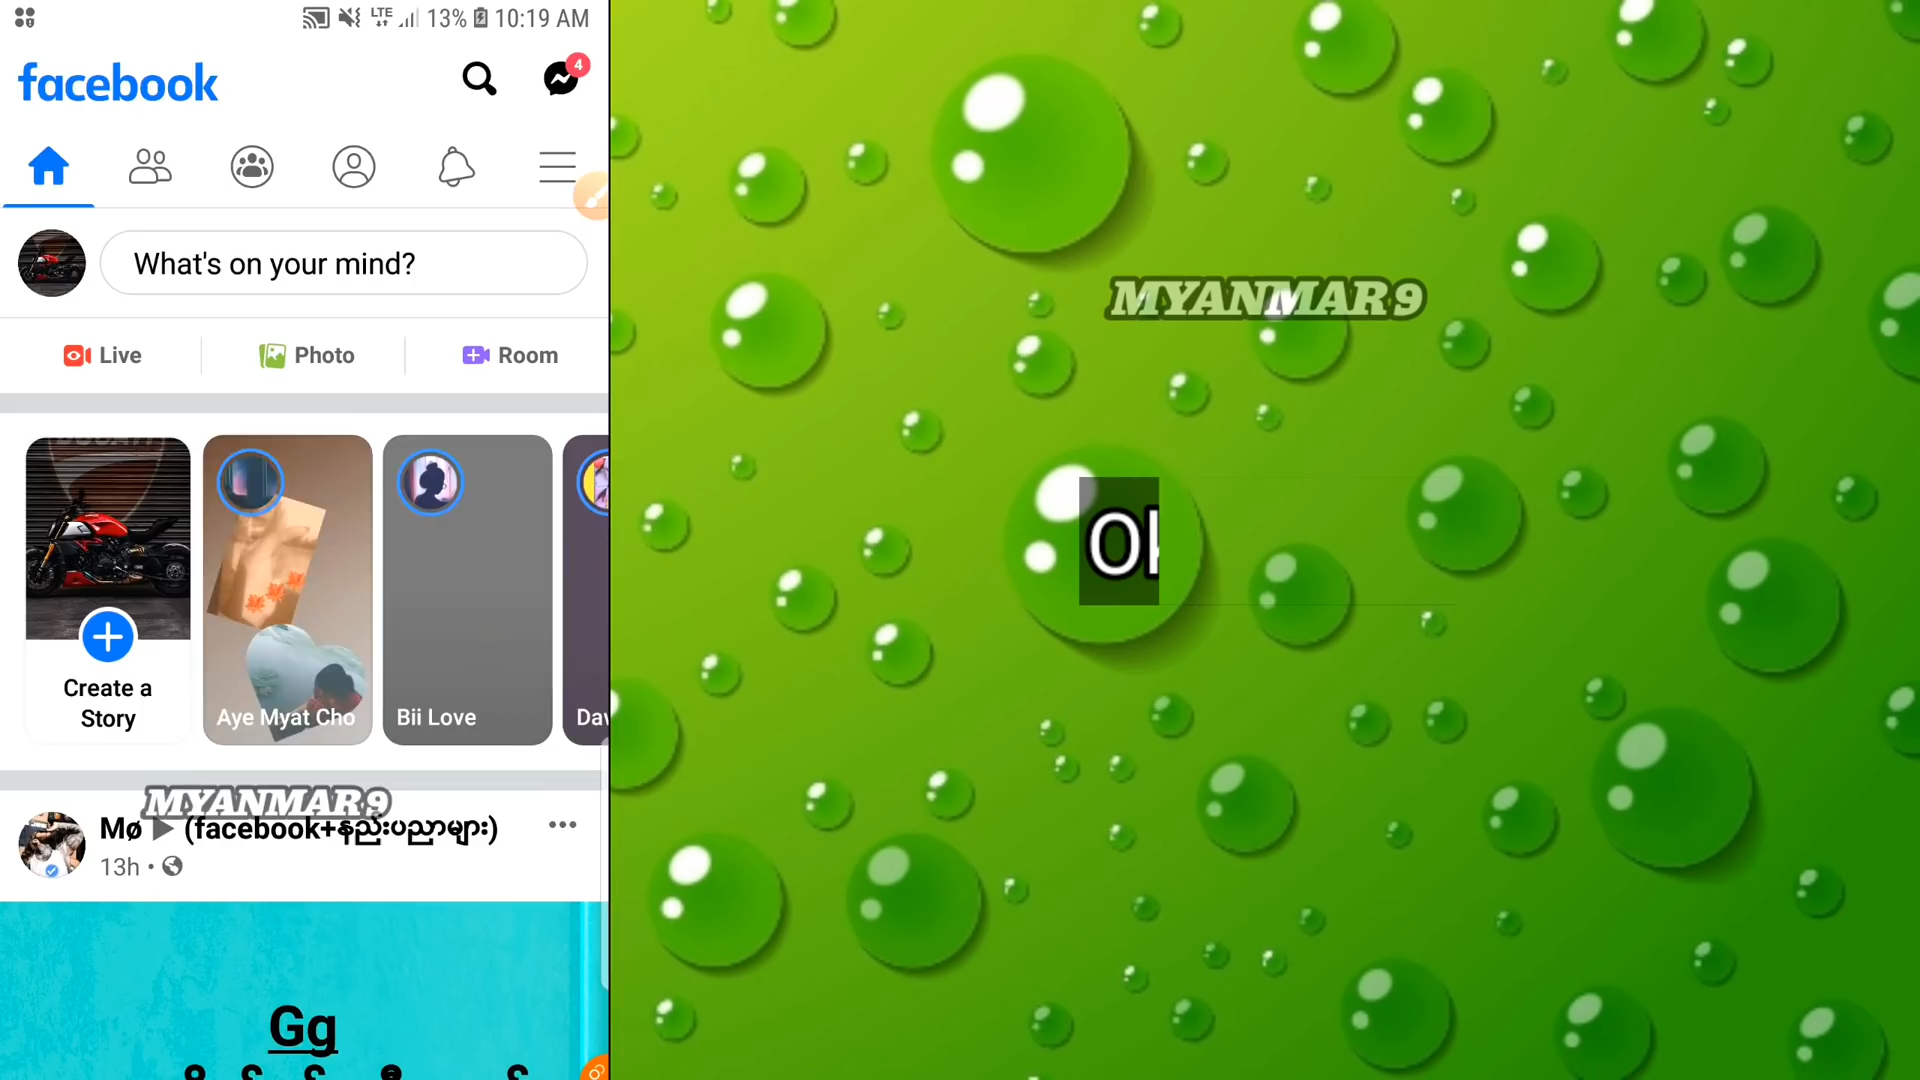 LTE 13% 10:19 AM
facebook
4
What's on your mind?
Live Photo Room
MYANMAR9
Create a
Story
Aye Myat Cho
Bii Love
MYANMAR9
Mø ▶ (facebook+နည်းပညာများ)
13h •
Gg